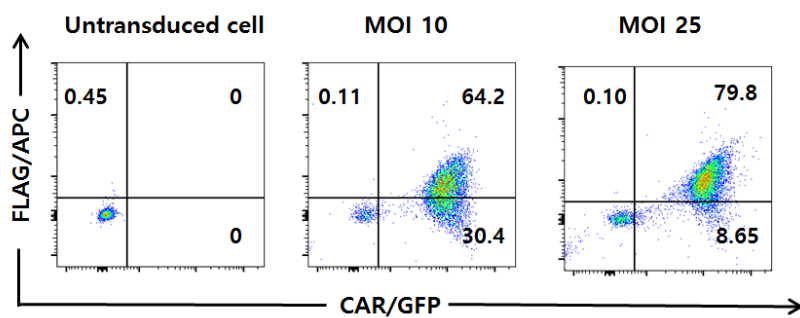 Untransduced cell
MOI 10
MOI 25
FLAG/APC
0.45
0
0
0.11
64.2
30.4
0.10
79.8
8.65
CAR/GFP